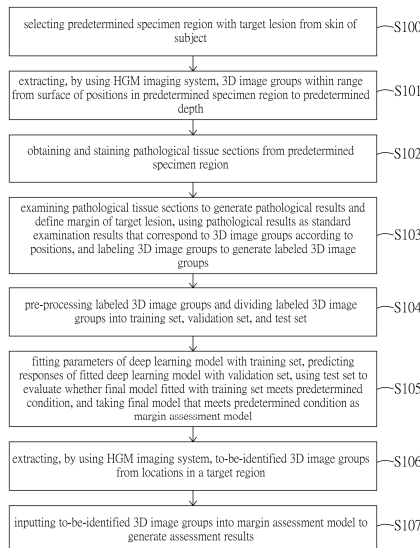 selecting predetermined specimen region with target lesion from skin of
subject
S100
extracting, by using HGM imaging system, 3D image groups within range
from surface of positions in predetermined specimen region to predetermined
depth
S101
obtaining and staining pathological tissue sections from predetermined
specimen region
S102
examining pathological tissue sections to generate pathological results and
define margin of target lesion, using pathological results as standard
examination results that correspond to 3D image groups according to
positions, and labeling 3D image groups to generate labeled 3D image
groups
S103
pre-processing labeled 3D image groups and dividing labeled 3D image
groups into training set, validation set, and test set
S104
fitting parameters of deep learning model with training set, predicting
responses of fitted deep learning model with validation set, using test set to
evaluate whether final model fitted with training set meets predetermined
condition, and taking final model that meets predetermined condition as
margin assessment model
S105
extracting, by using HGM imaging system, to-be-identified 3D image groups
from locations in a target region
S106
inputting to-be-identified 3D image groups into margin assessment model to
generate assessment results
S107